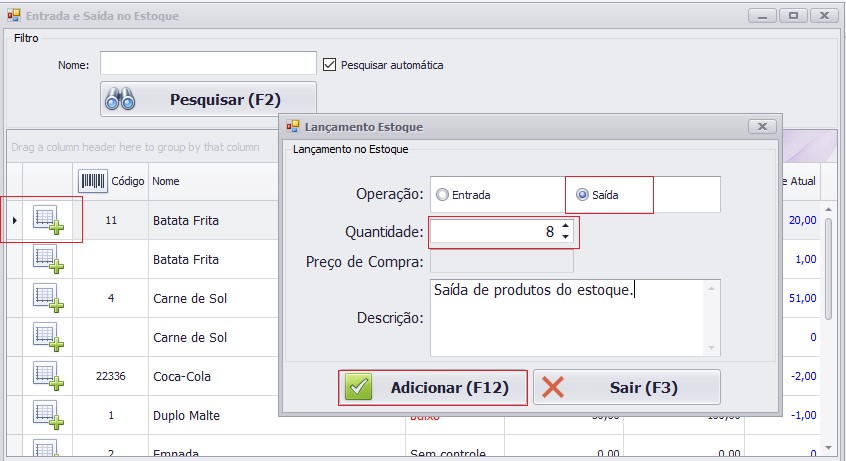 Entrada e Saída no Estoque
Filtro
Nome:
Pesquisar automática
Pesquisar (F2)
Drag a column header here to group by that column
Código Nome e Atual
11 Batata Frita 20,00
Batata Frita 1,00
4 Carne de Sol 51,00
Carne de Sol 0
22336 Coca-Cola -2,00
1 Duplo Malte -1,00
2 Empada Sem controle 0,00 0,00 0,00
Lançamento Estoque
Lançamento no Estoque
Operação: Entrada Saída
Quantidade: 8
Preço de Compra:
Descrição: Saída de produtos do estoque.
Adicionar (F12) Sair (F3)